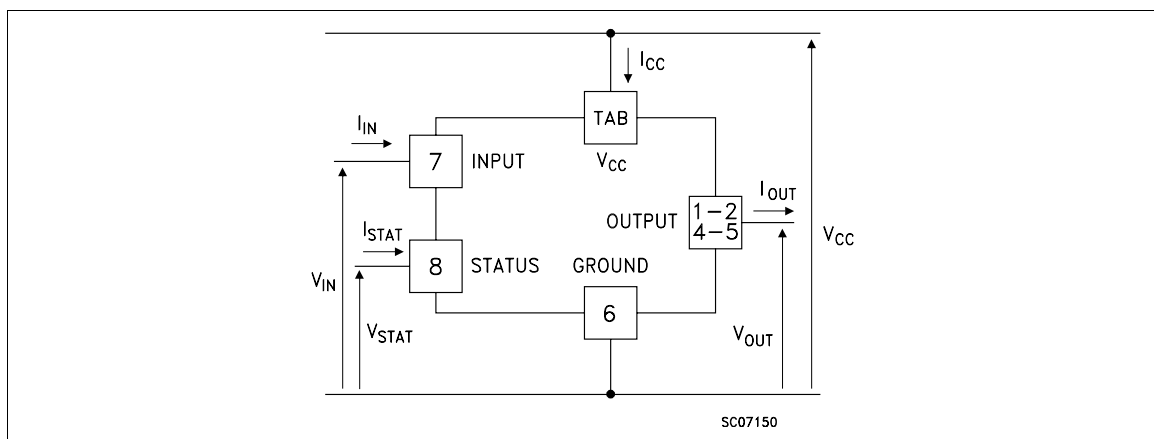 I_CC
TAB
I_IN
7 INPUT
V_CC
1–2
4–5
OUTPUT
I_OUT
I_STAT
V_CC
8 STATUS
GROUND
V_IN
6
V_STAT
V_OUT
SC07150